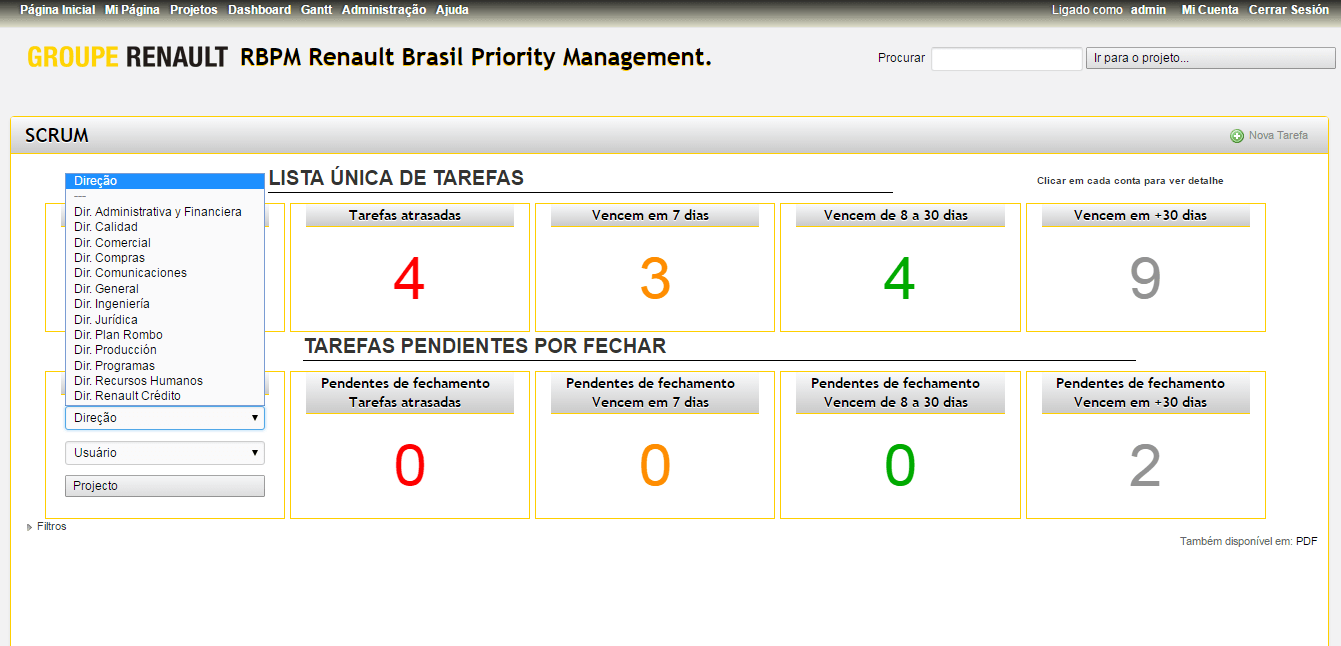 Página Inicial Mi Página Projetos Dashboard Gantt Administração Ajuda
Ligado como admin Mi Cuenta Cerrar Sesión
GROUPE RENAULT RBPM Renault Brasil Priority Management.
Procurar
Ir para o projeto...
SCRUM
Nova Tarefa
LISTA ÚNICA DE TAREFAS
Clicar em cada conta para ver detalhe
Direção
---
Dir. Administrativa y Financiera
Dir. Calidad
Dir. Comercial
Dir. Compras
Dir. Comunicaciones
Dir. General
Dir. Ingeniería
Dir. Jurídica
Dir. Plan Rombo
Dir. Producción
Dir. Programas
Dir. Recursos Humanos
Dir. Renault Crédito
Direção
Usuário
Projecto
Tarefas atrasadas
4
Vencem em 7 dias
3
Vencem de 8 a 30 dias
4
Vencem em +30 dias
9
TAREFAS PENDIENTES POR FECHAR
Pendentes de fechamento
Tarefas atrasadas
0
Pendentes de fechamento
Vencem em 7 dias
0
Pendentes de fechamento
Vencem de 8 a 30 dias
0
Pendentes de fechamento
Vencem em +30 dias
2
Filtros
Também disponível em: PDF